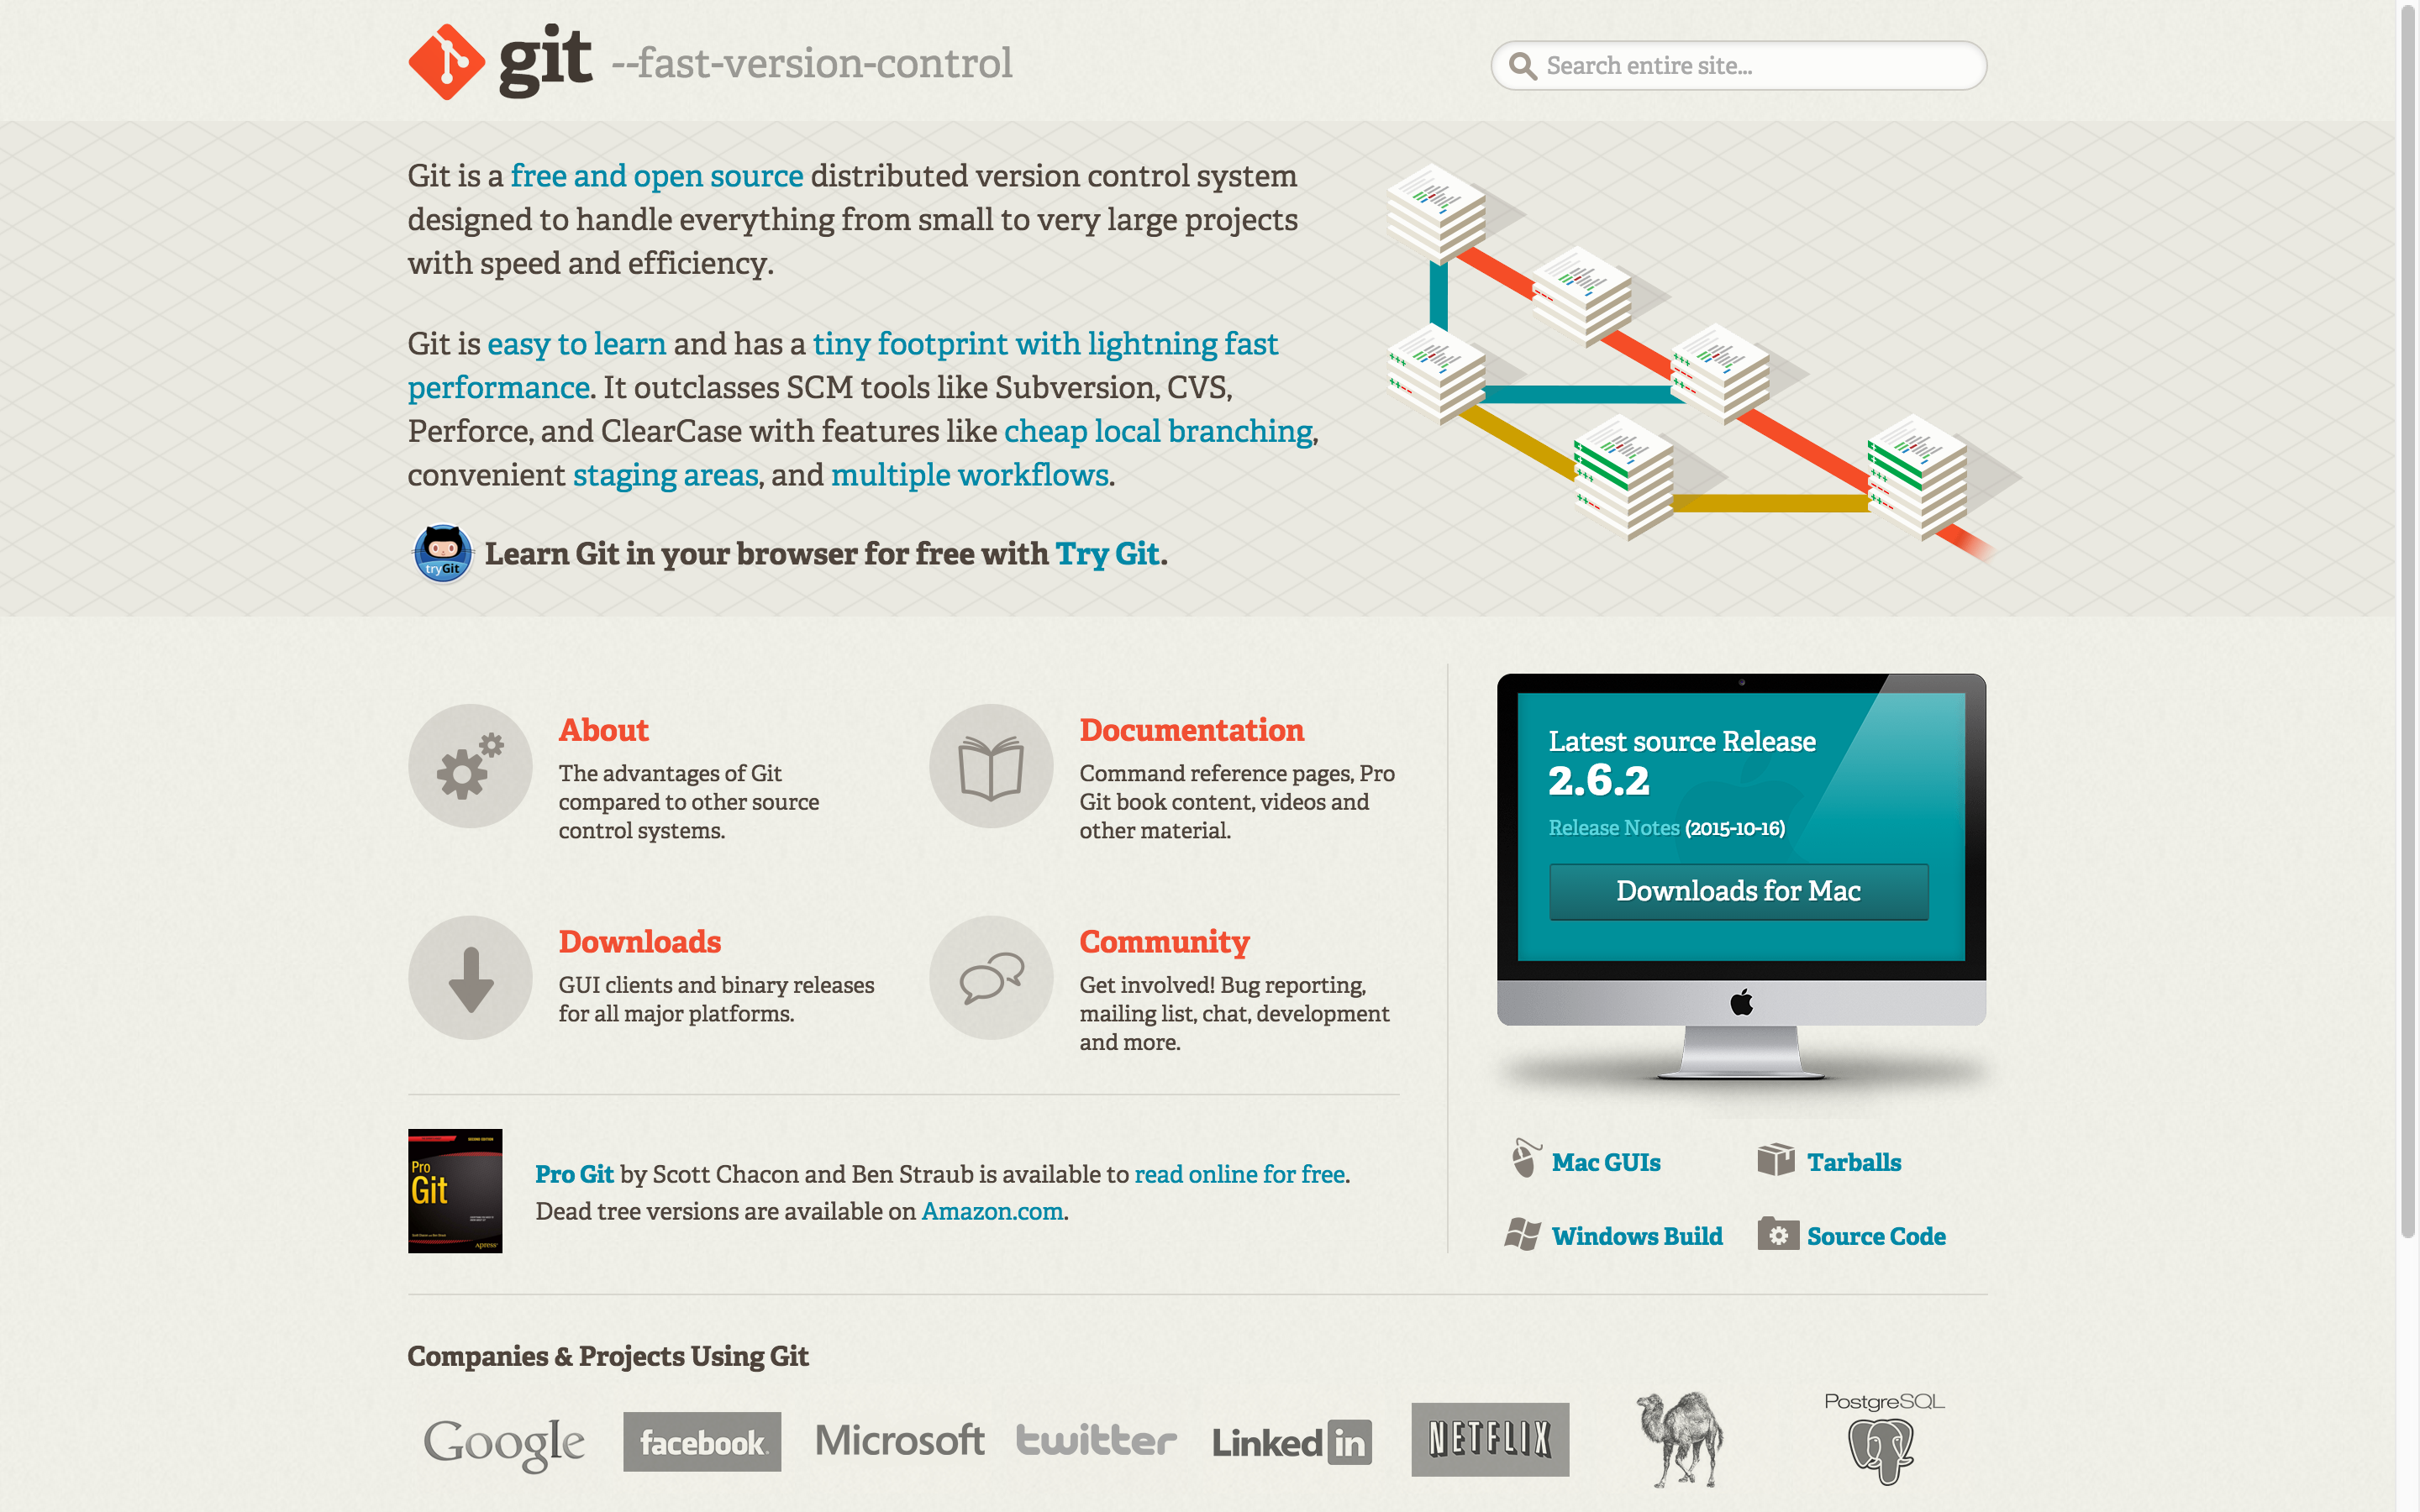 git --fast-version-control
Search entire site...
Git is a free and open source distributed version control system
designed to handle everything from small to very large projects
with speed and efficiency.
Git is easy to learn and has a tiny footprint with lightning fast
performance. It outclasses SCM tools like Subversion, CVS,
Perforce, and ClearCase with features like cheap local branching,
convenient staging areas, and multiple workflows.
tryGit
Learn Git in your browser for free with Try Git.
About
The advantages of Git
compared to other source
control systems.
Documentation
Command reference pages, Pro
Git book content, videos and
other material.
Downloads
GUI clients and binary releases
for all major platforms.
Community
Get involved! Bug reporting,
mailing list, chat, development
and more.
Latest source Release
2.6.2
Release Notes (2015-10-16)
Downloads for Mac
Pro
Git
Apress
Pro Git by Scott Chacon and Ben Straub is available to read online for free.
Dead tree versions are available on Amazon.com.
Mac GUIs
Tarballs
Windows Build
Source Code
Companies & Projects Using Git
Google
facebook
Microsoft
twitter
Linked in
NETFLIX
PostgreSQL